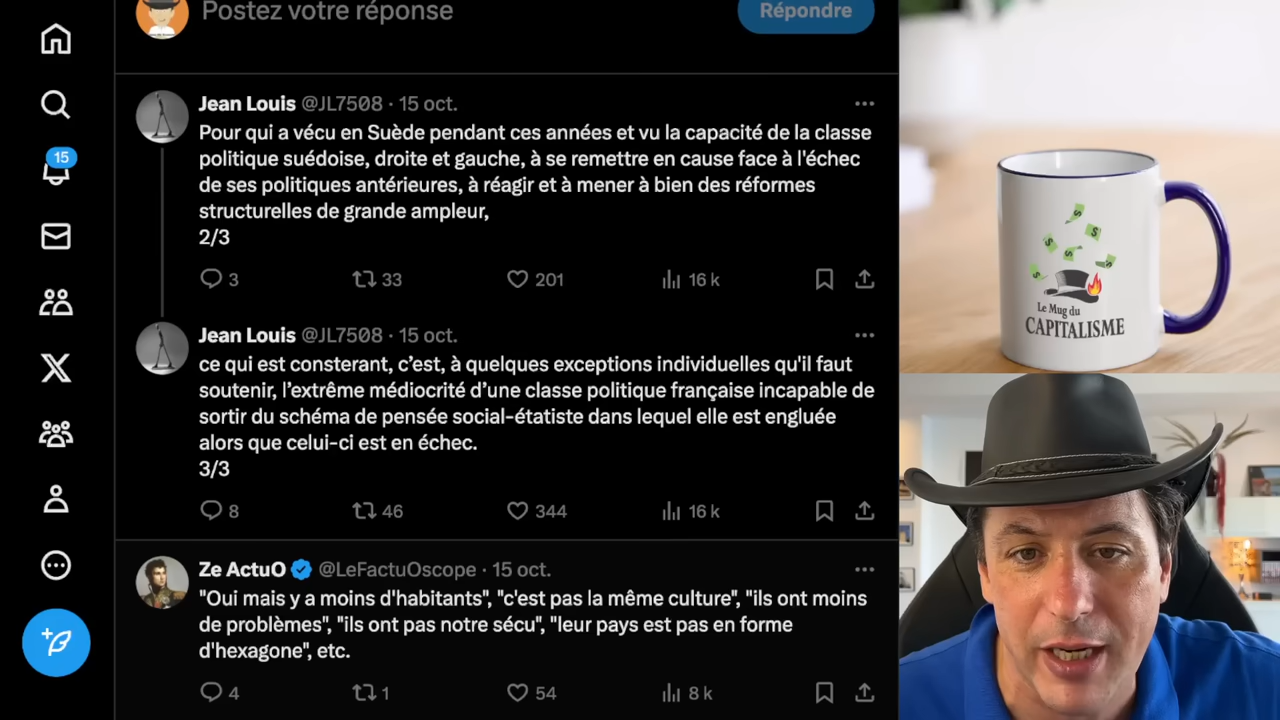 Postez votre réponse
Répondre
15
Jean Louis @JL7508 · 15 oct.
Pour qui a vécu en Suède pendant ces années et vu la capacité de la classe
politique suédoise, droite et gauche, à se remettre en cause face à l'échec
de ses politiques antérieures, à réagir et à mener à bien des réformes
structurelles de grande ampleur,
2/3
3 33 201 16 k
Jean Louis @JL7508 · 15 oct.
ce qui est consterant, c’est, à quelques exceptions individuelles qu'il faut
soutenir, l’extrême médiocrité d’une classe politique française incapable de
sortir du schéma de pensée social-étatiste dans lequel elle est engluée
alors que celui-ci est en échec.
3/3
8 46 344 16 k
Ze ActuO @LeFactuOscope · 15 oct.
"Oui mais y a moins d'habitants", "c'est pas la même culture", "ils ont moins
de problèmes", "ils ont pas notre sécu", "leur pays est pas en forme
d'hexagone", etc.
4 1 54 8 k
Le Mug du
CAPITALISME